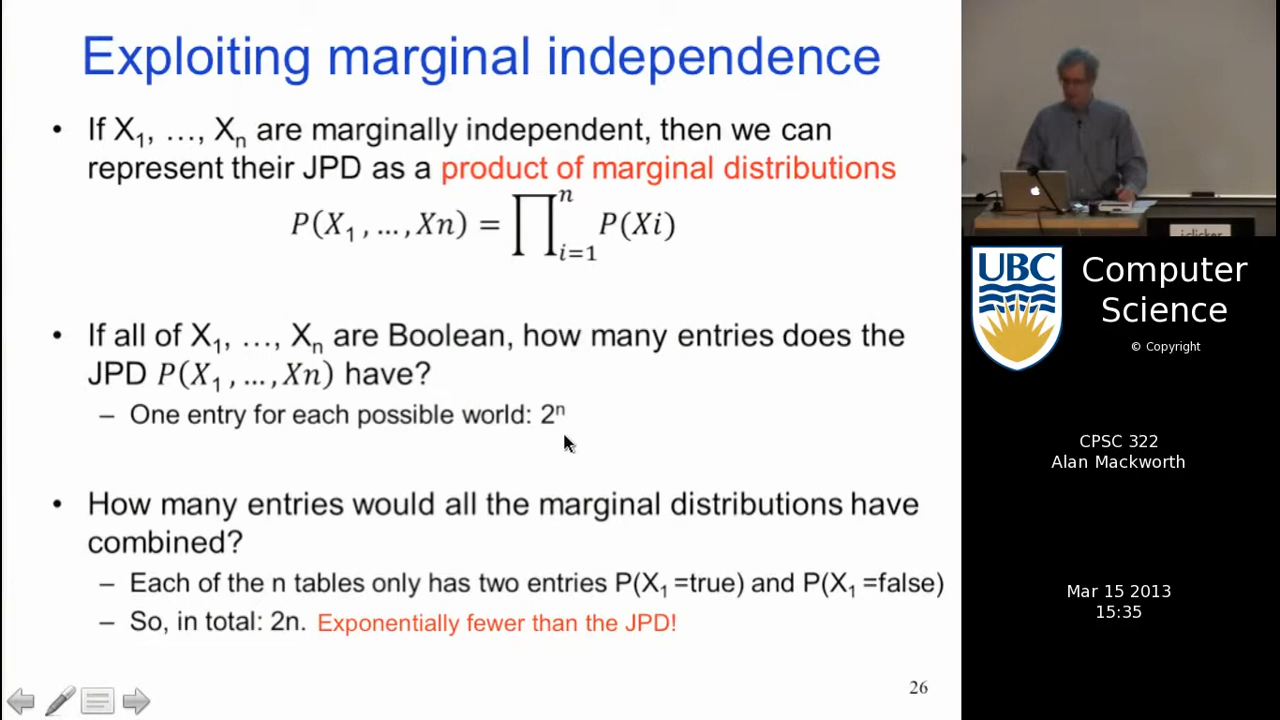 Exploiting marginal independence
• If X₁, …, Xₙ are marginally independent, then we can
represent their JPD as a product of marginal distributions
P(X₁ , … , Xn) = ∏ⁿᵢ₌₁ P(Xi)
• If all of X₁, …, Xₙ are Boolean, how many entries does the
JPD P(X₁ , … , Xn) have?
– One entry for each possible world: 2ⁿ
• How many entries would all the marginal distributions have
combined?
– Each of the n tables only has two entries P(X₁ =true) and P(X₁ =false)
– So, in total: 2n. Exponentially fewer than the JPD!
26
iclicker
UBC
Computer
Science
© Copyright
CPSC 322
Alan Mackworth
Mar 15 2013
15:35